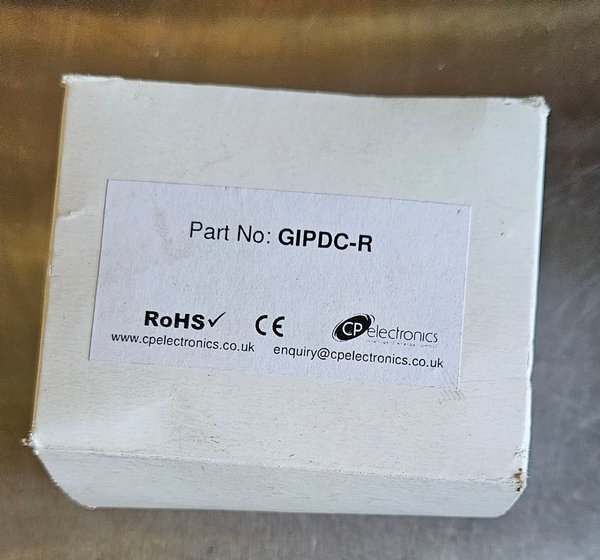 Part No: GIPDC-R
RoHS✓ CE CP electronics
www.cpelectronics.co.uk enquiry@cpelectronics.co.uk